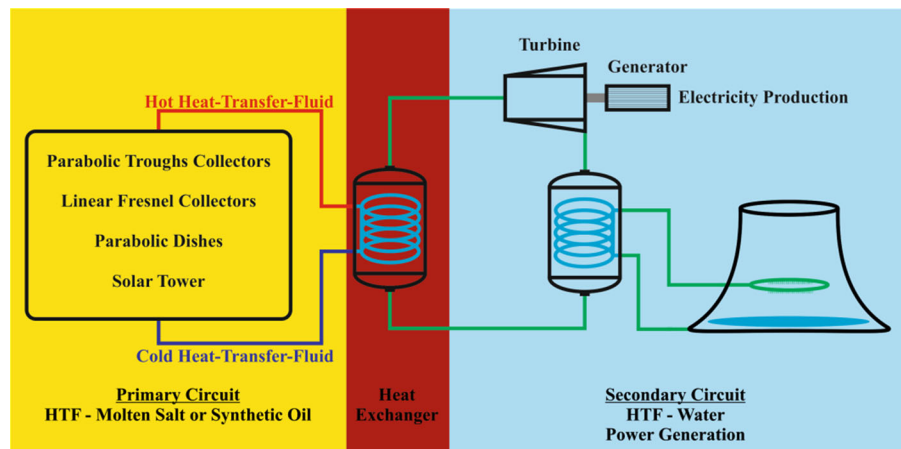 Turbine
Generator
Electricity Production
Hot Heat-Transfer-Fluid
Parabolic Troughs Collectors
Linear Fresnel Collectors
Parabolic Dishes
Solar Tower
Cold Heat-Transfer-Fluid
Primary Circuit
HTF - Molten Salt or Synthetic Oil
Heat
Exchanger
Secondary Circuit
HTF - Water
Power Generation